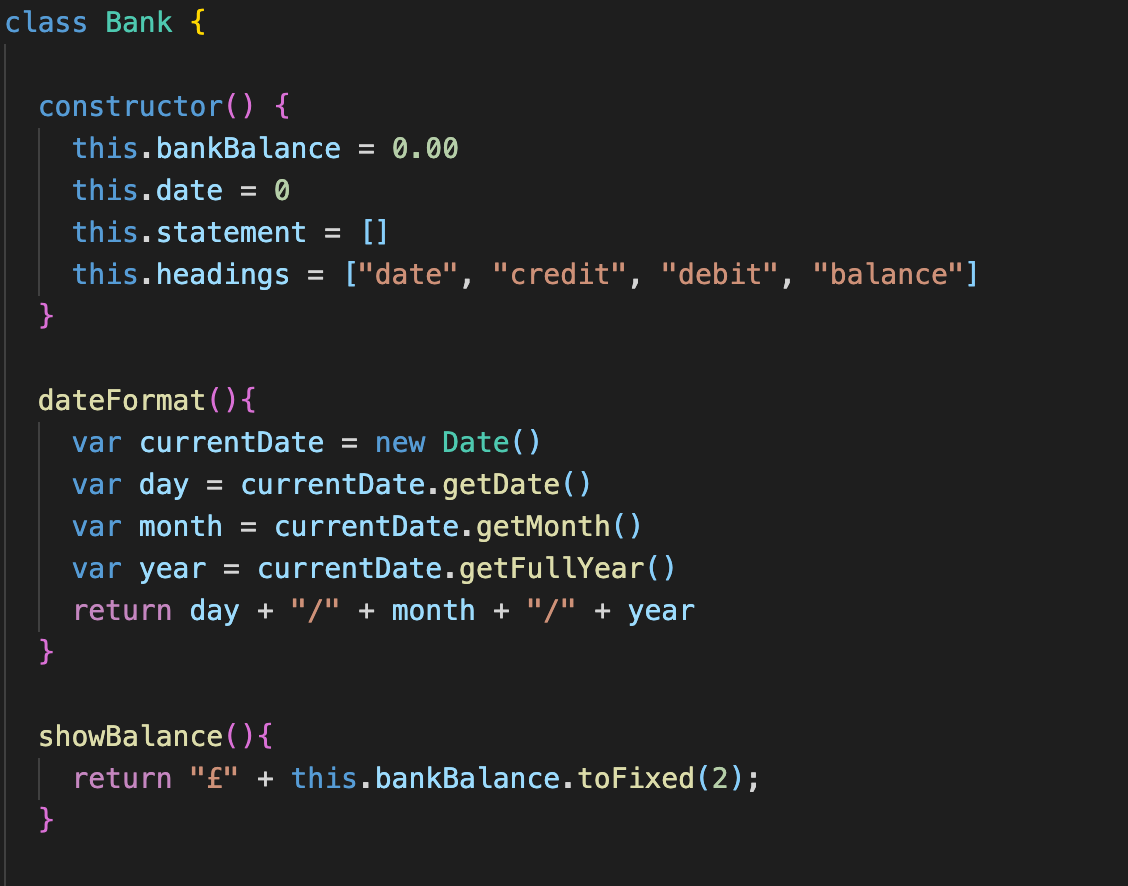 class Bank {
constructor() {
this.bankBalance = 0.00
this.date = 0
this.statement = []
this.headings = ["date", "credit", "debit", "balance"]
}
dateFormat(){
var currentDate = new Date()
var day = currentDate.getDate()
var month = currentDate.getMonth()
var year = currentDate.getFullYear()
return day + "/" + month + "/" + year
}
showBalance(){
return "£" + this.bankBalance.toFixed(2);
}